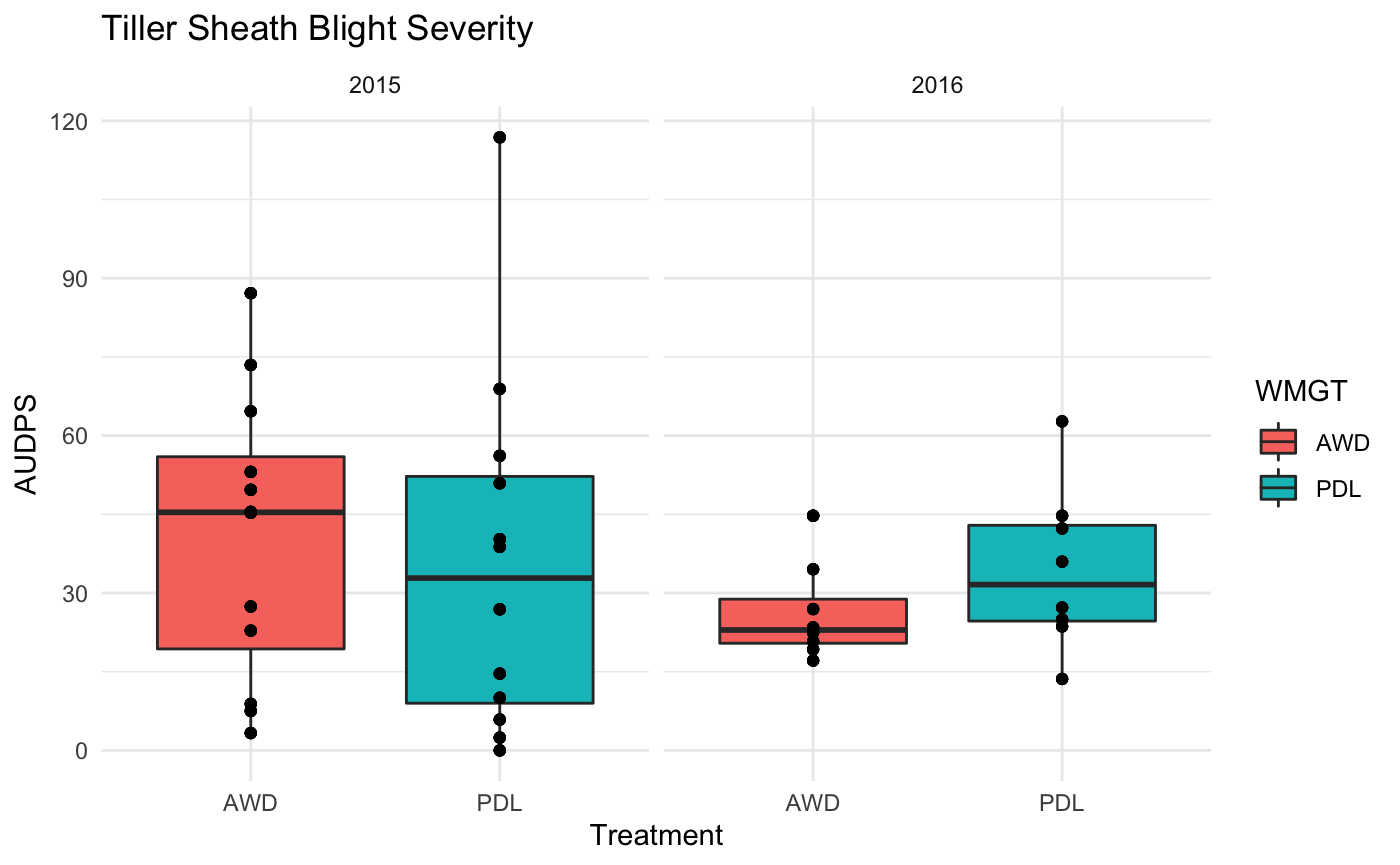 Tiller Sheath Blight Severity
2015
2016
120
90
60
30
0
AUDPS
AWD
PDL
AWD
PDL
Treatment
WMGT
AWD
PDL